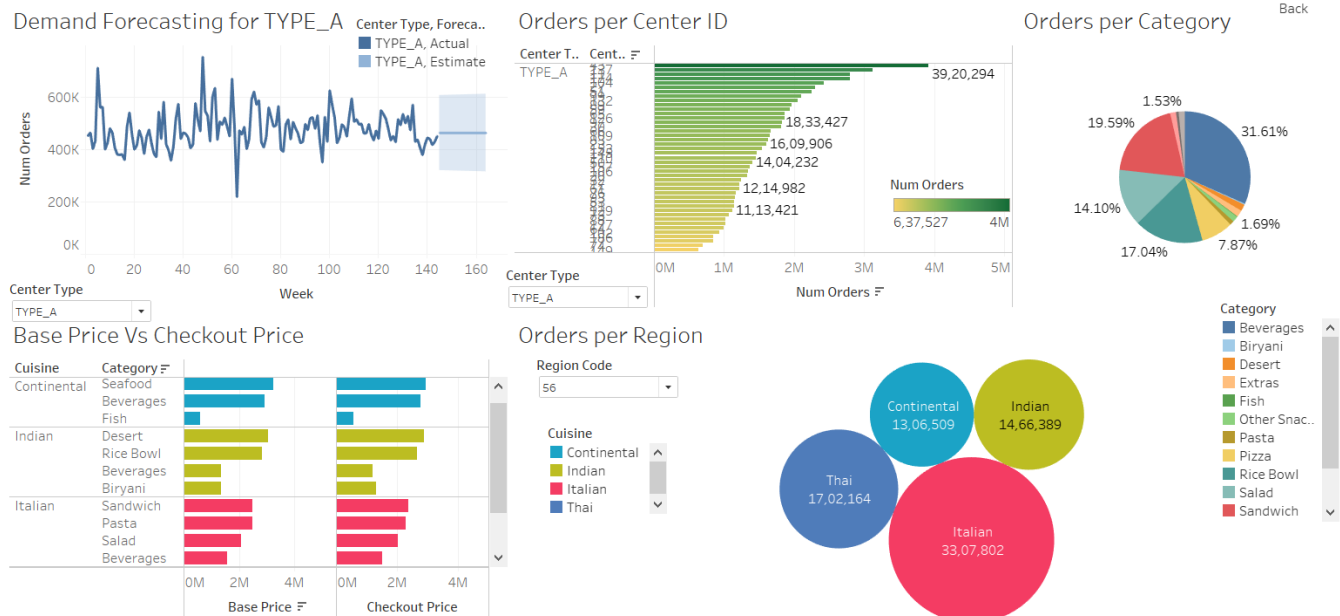 Back
Demand Forecasting for TYPE_A
Center Type, Foreca..
TYPE_A, Actual
TYPE_A, Estimate
Num Orders
600K
400K
200K
0K
0 20 40 60 80 100 120 140 160
Week
Center Type
TYPE_A
Orders per Center ID
Center T.. Cent..
TYPE_A
39,20,294
18,33,427
16,09,906
14,04,232
12,14,982
11,13,421
Num Orders
6,37,527 4M
0M 1M 2M 3M 4M 5M
Num Orders
Center Type
TYPE_A
Orders per Category
1.53%
19.59%
31.61%
14.10%
1.69%
17.04%
7.87%
Category
Beverages
Biryani
Desert
Extras
Fish
Other Snac..
Pasta
Pizza
Rice Bowl
Salad
Sandwich
Base Price Vs Checkout Price
Cuisine Category
Continental Seafood
Beverages
Fish
Indian Desert
Rice Bowl
Beverages
Biryani
Italian Sandwich
Pasta
Salad
Beverages
0M 2M 4M 0M 2M 4M
Base Price Checkout Price
Orders per Region
Region Code
56
Cuisine
Continental
Indian
Italian
Thai
Continental
13,06,509
Indian
14,66,389
Thai
17,02,164
Italian
33,07,802